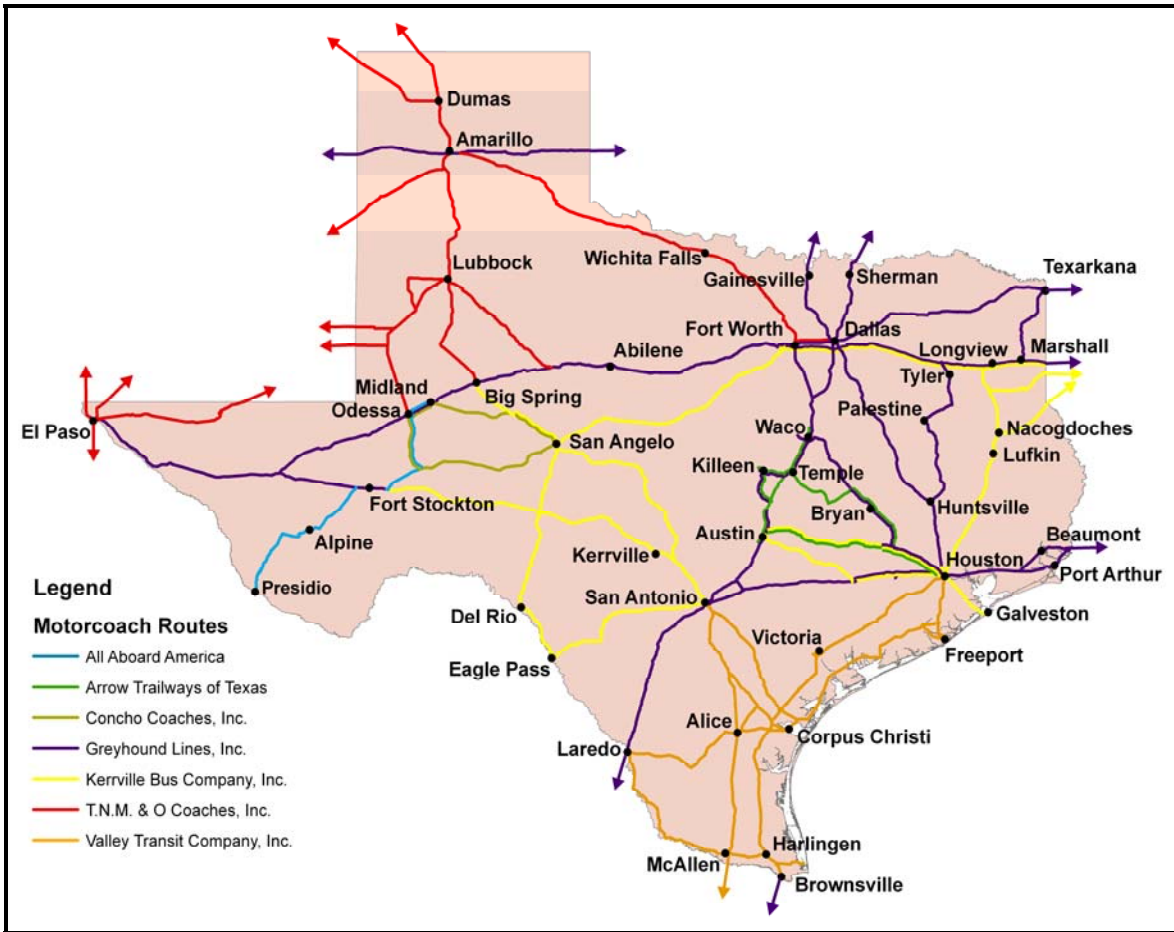 Dumas
Amarillo
Lubbock
Wichita Falls
Gainesville
Sherman
Texarkana
Fort Worth
Dallas
Abilene
Longview
Marshall
Tyler
Midland
Odessa
Big Spring
El Paso
Palestine
San Angelo
Waco
Nacogdoches
Killeen
Temple
Lufkin
Fort Stockton
Bryan
Huntsville
Alpine
Austin
Beaumont
Kerrville
Houston
Presidio
Port Arthur
San Antonio
Del Rio
Galveston
Victoria
Freeport
Eagle Pass
Alice
Corpus Christi
Laredo
Harlingen
McAllen
Brownsville
Legend
Motorcoach Routes
All Aboard America
Arrow Trailways of Texas
Concho Coaches, Inc.
Greyhound Lines, Inc.
Kerrville Bus Company, Inc.
T.N.M. & O Coaches, Inc.
Valley Transit Company, Inc.